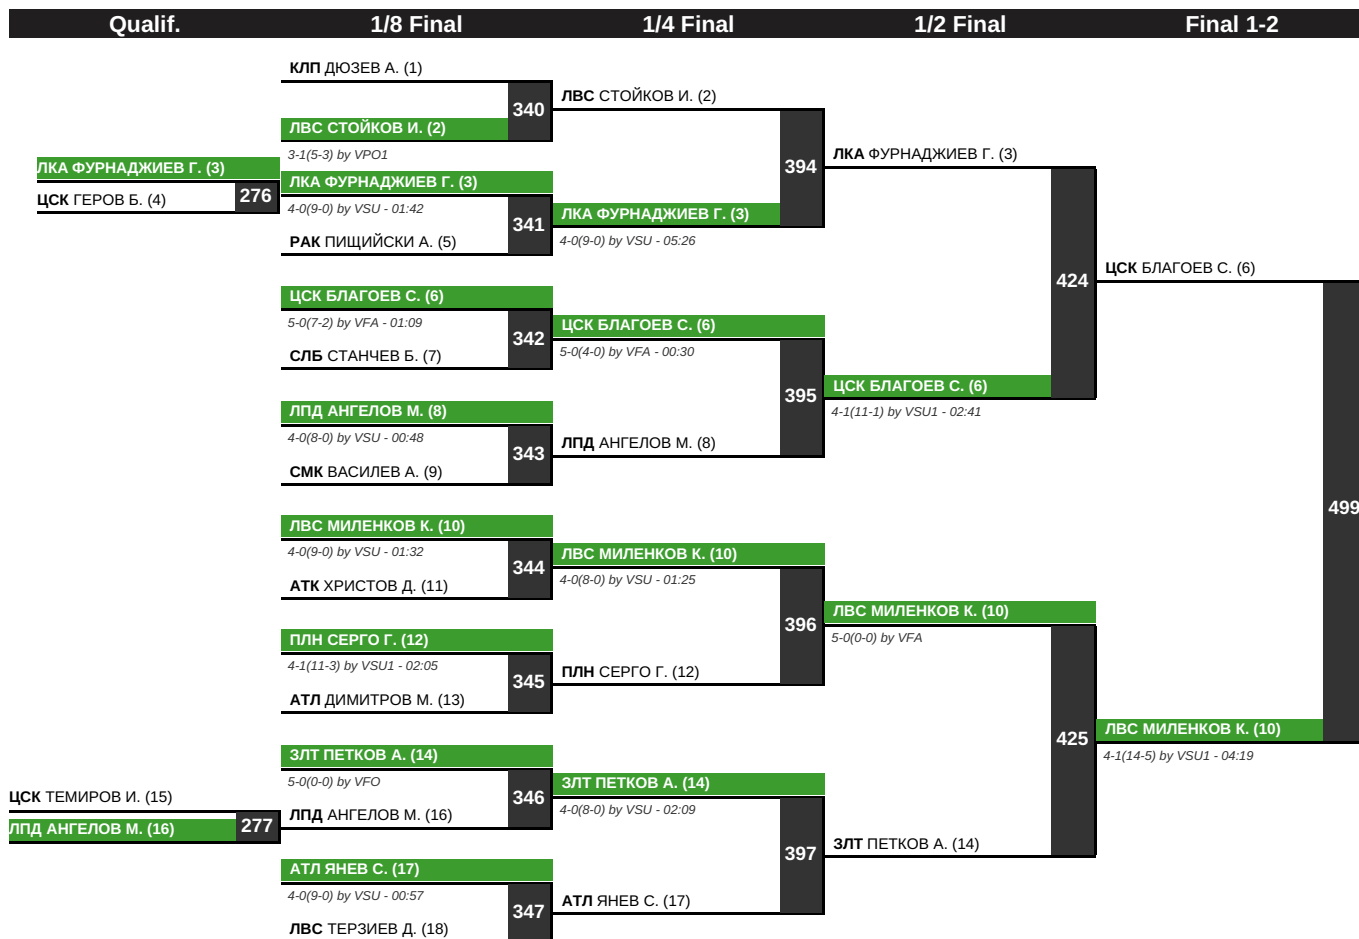 Qualif. 1/8 Final 1/4 Final 1/2 Final Final 1-2
ЛКА ФУРНАДЖИЕВ Г. (3)
276
ЦСК ГЕРОВ Б. (4)
ЦСК ТЕМИРОВ И. (15)
277
ЛПД АНГЕЛОВ М. (16)
КЛП ДЮЗЕВ А. (1)
340
ЛВС СТОЙКОВ И. (2)
3-1(5-3) by VPO1
ЛКА ФУРНАДЖИЕВ Г. (3)
4-0(9-0) by VSU - 01:42
341
РАК ПИЩИЙСКИ А. (5)
ЦСК БЛАГОЕВ С. (6)
5-0(7-2) by VFA - 01:09
342
СЛБ СТАНЧЕВ Б. (7)
ЛПД АНГЕЛОВ М. (8)
4-0(8-0) by VSU - 00:48
343
СМК ВАСИЛЕВ А. (9)
ЛВС МИЛЕНКОВ К. (10)
4-0(9-0) by VSU - 01:32
344
АТК ХРИСТОВ Д. (11)
ПЛН СЕРГО Г. (12)
4-1(11-3) by VSU1 - 02:05
345
АТЛ ДИМИТРОВ М. (13)
ЗЛТ ПЕТКОВ А. (14)
5-0(0-0) by VFO
346
ЛПД АНГЕЛОВ М. (16)
АТЛ ЯНЕВ С. (17)
4-0(9-0) by VSU - 00:57
347
ЛВС ТЕРЗИЕВ Д. (18)
ЛВС СТОЙКОВ И. (2)
394
ЛКА ФУРНАДЖИЕВ Г. (3)
4-0(9-0) by VSU - 05:26
ЦСК БЛАГОЕВ С. (6)
5-0(4-0) by VFA - 00:30
395
ЛПД АНГЕЛОВ М. (8)
ЛВС МИЛЕНКОВ К. (10)
4-0(8-0) by VSU - 01:25
396
ПЛН СЕРГО Г. (12)
ЗЛТ ПЕТКОВ А. (14)
4-0(8-0) by VSU - 02:09
397
АТЛ ЯНЕВ С. (17)
ЛКА ФУРНАДЖИЕВ Г. (3)
424
ЦСК БЛАГОЕВ С. (6)
4-1(11-1) by VSU1 - 02:41
ЛВС МИЛЕНКОВ К. (10)
5-0(0-0) by VFA
425
ЗЛТ ПЕТКОВ А. (14)
ЦСК БЛАГОЕВ С. (6)
499
ЛВС МИЛЕНКОВ К. (10)
4-1(14-5) by VSU1 - 04:19